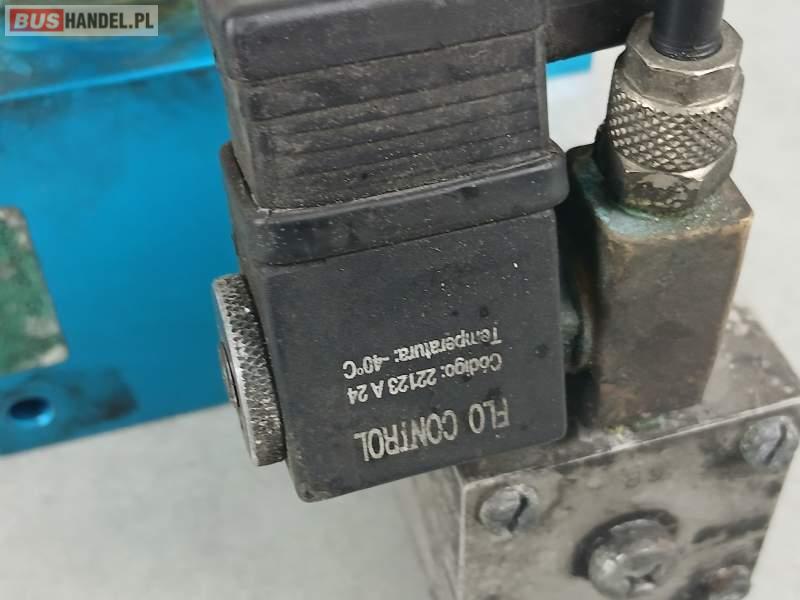 BUSHANDEL.PL
FLO CONTROL
Código: 22123 A 24
Temperatura: -40°C